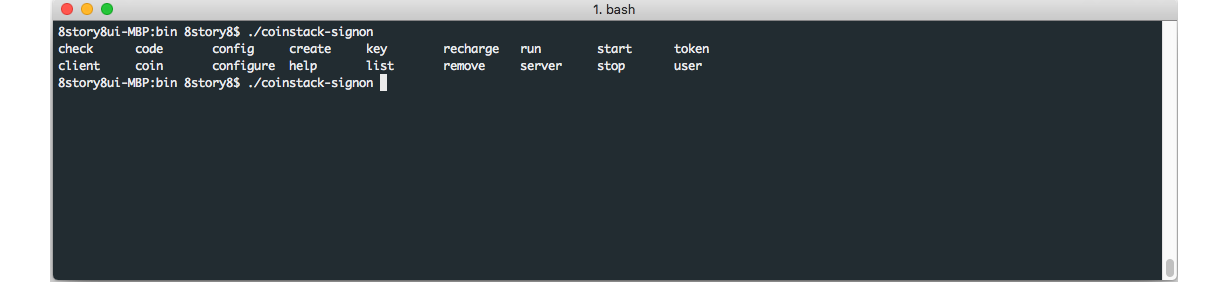 1. bash
8story8ui-MBP:bin 8story8$ ./coinstack-signon
check code config create key recharge run start token
client coin configure help list remove server stop user
8story8ui-MBP:bin 8story8$ ./coinstack-signon